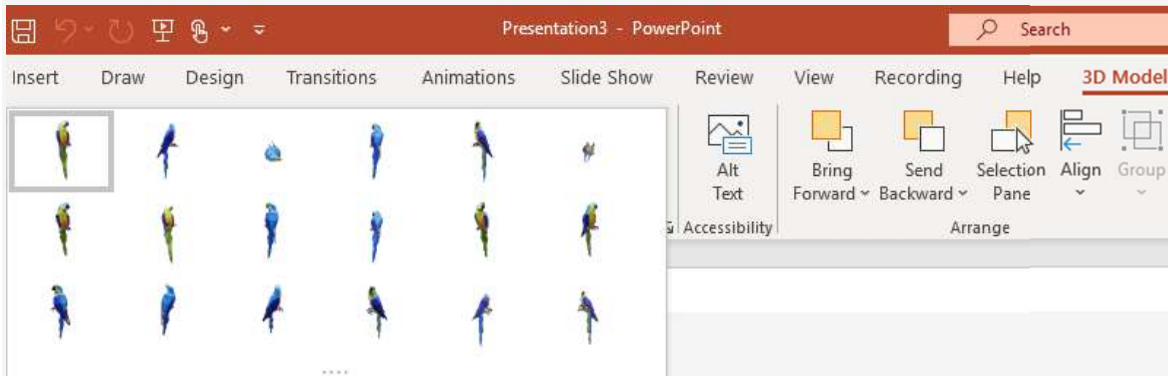 Presentation3 - PowerPoint
Search
Insert Draw Design Transitions Animations Slide Show Review View Recording Help 3D Model
Alt
Text
Bring
Forward
Send
Backward
Selection
Pane
Align
Group
Accessibility
Arrange